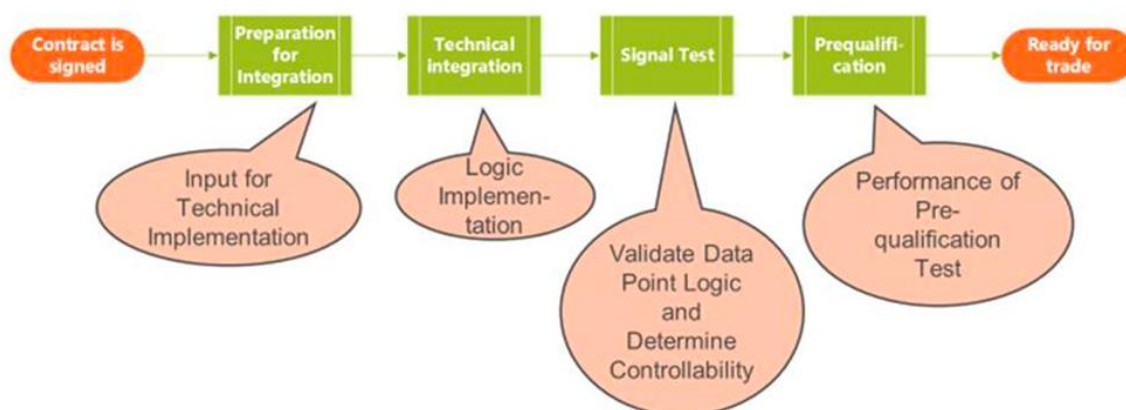 Contract is
signed
Preparation
for
Integration
Technical
integration
Signal Test
Prequalifi-
cation
Ready for
trade
Input for
Technical
Implementation
Logic
Implemen-
tation
Validate Data
Point Logic
and
Determine
Controllability
Performance of
Pre-
qualification
Test